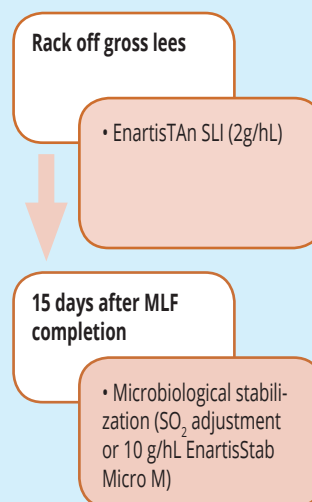 Rack off gross lees
• EnartisTAn SLI (2g/hL)
15 days after MLF
completion
• Microbiological stabili-
zation (SO₂ adjustment
or 10 g/hL EnartisStab
Micro M)